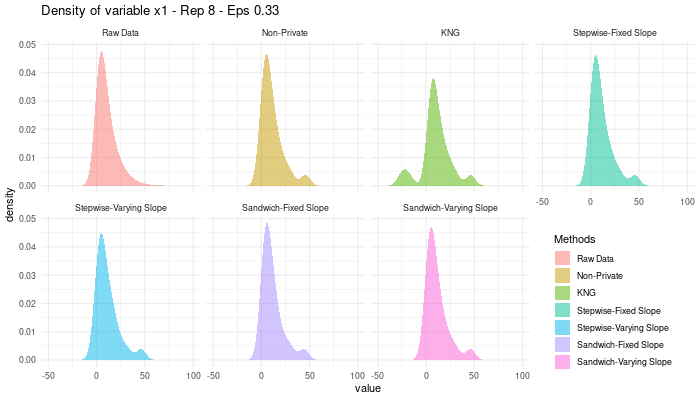 Density of variable x1 - Rep 8 - Eps 0.33
Raw Data
Non-Private
KNG
Stepwise-Fixed Slope
0.05
0.04
0.03
0.02
0.01
0.00
-50 0 50 100
density
Stepwise-Varying Slope
Sandwich-Fixed Slope
Sandwich-Varying Slope
0.05
0.04
0.03
0.02
0.01
0.00
-50 0 50 100
-50 0 50 100
-50 0 50 100
value
Methods
Raw Data
Non-Private
KNG
Stepwise-Fixed Slope
Stepwise-Varying Slope
Sandwich-Fixed Slope
Sandwich-Varying Slope